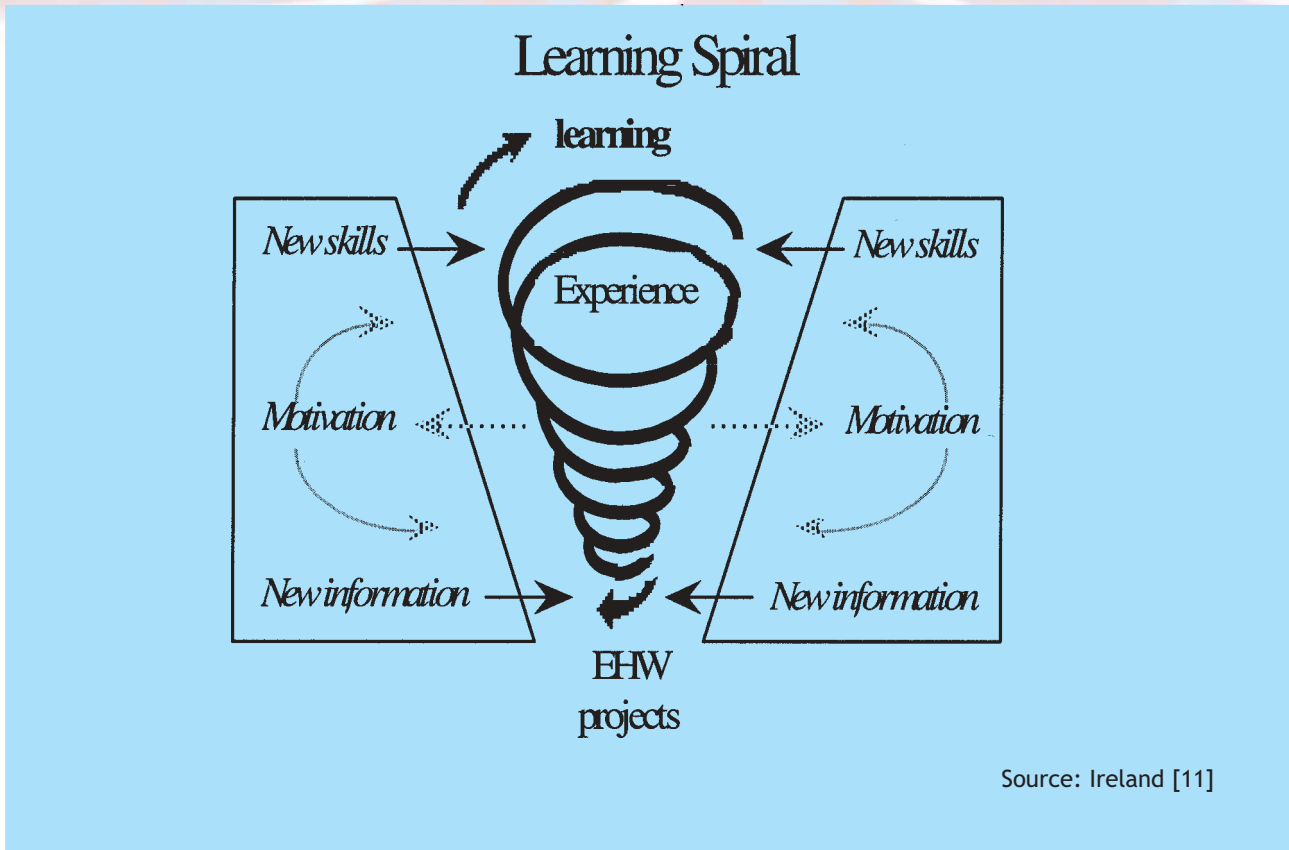 Learning Spiral
learning
New skills
New skills
Experience
Motivation
Motivation
New information
New information
EHW
projects
Source: Ireland [11]